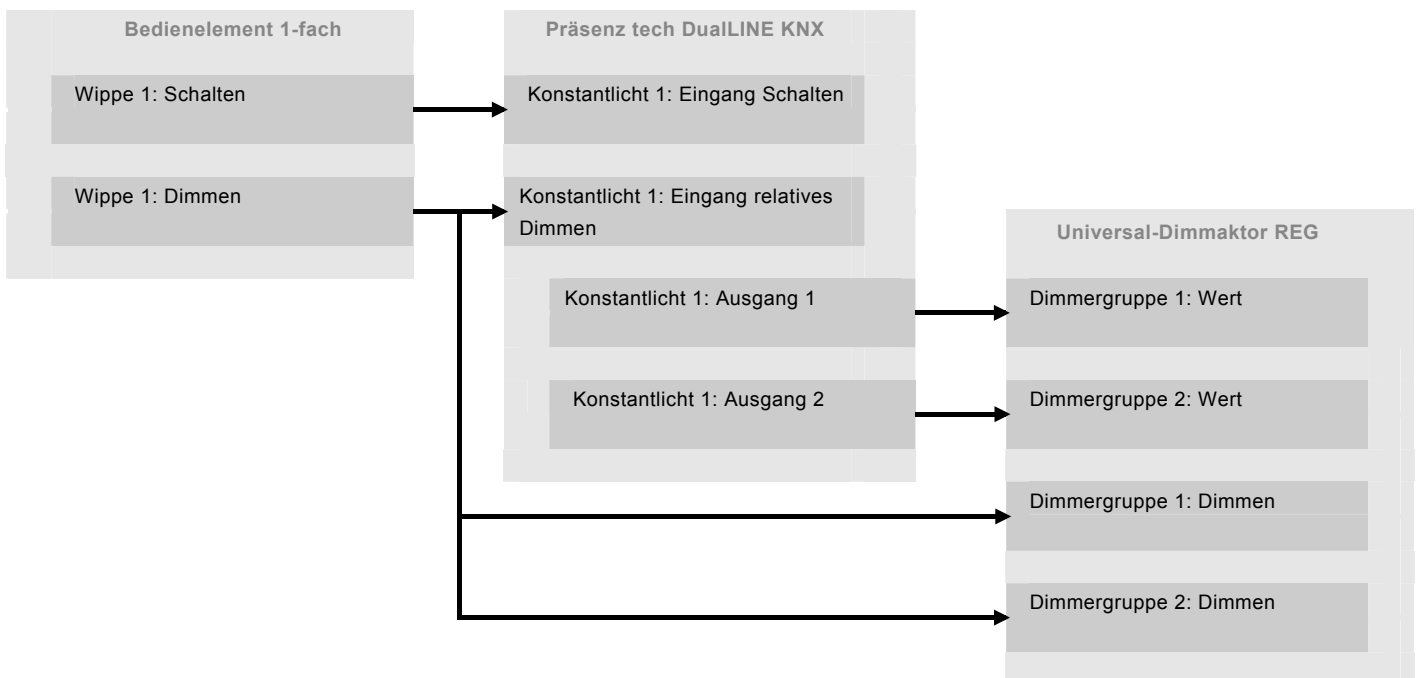 Bedienelement 1-fach
Wippe 1: Schalten
Wippe 1: Dimmen
Präsenz tech DualLINE KNX
Konstantlicht 1: Eingang Schalten
Konstantlicht 1: Eingang relatives
Dimmen
Konstantlicht 1: Ausgang 1
Konstantlicht 1: Ausgang 2
Universal-Dimmaktor REG
Dimmergruppe 1: Wert
Dimmergruppe 2: Wert
Dimmergruppe 1: Dimmen
Dimmergruppe 2: Dimmen